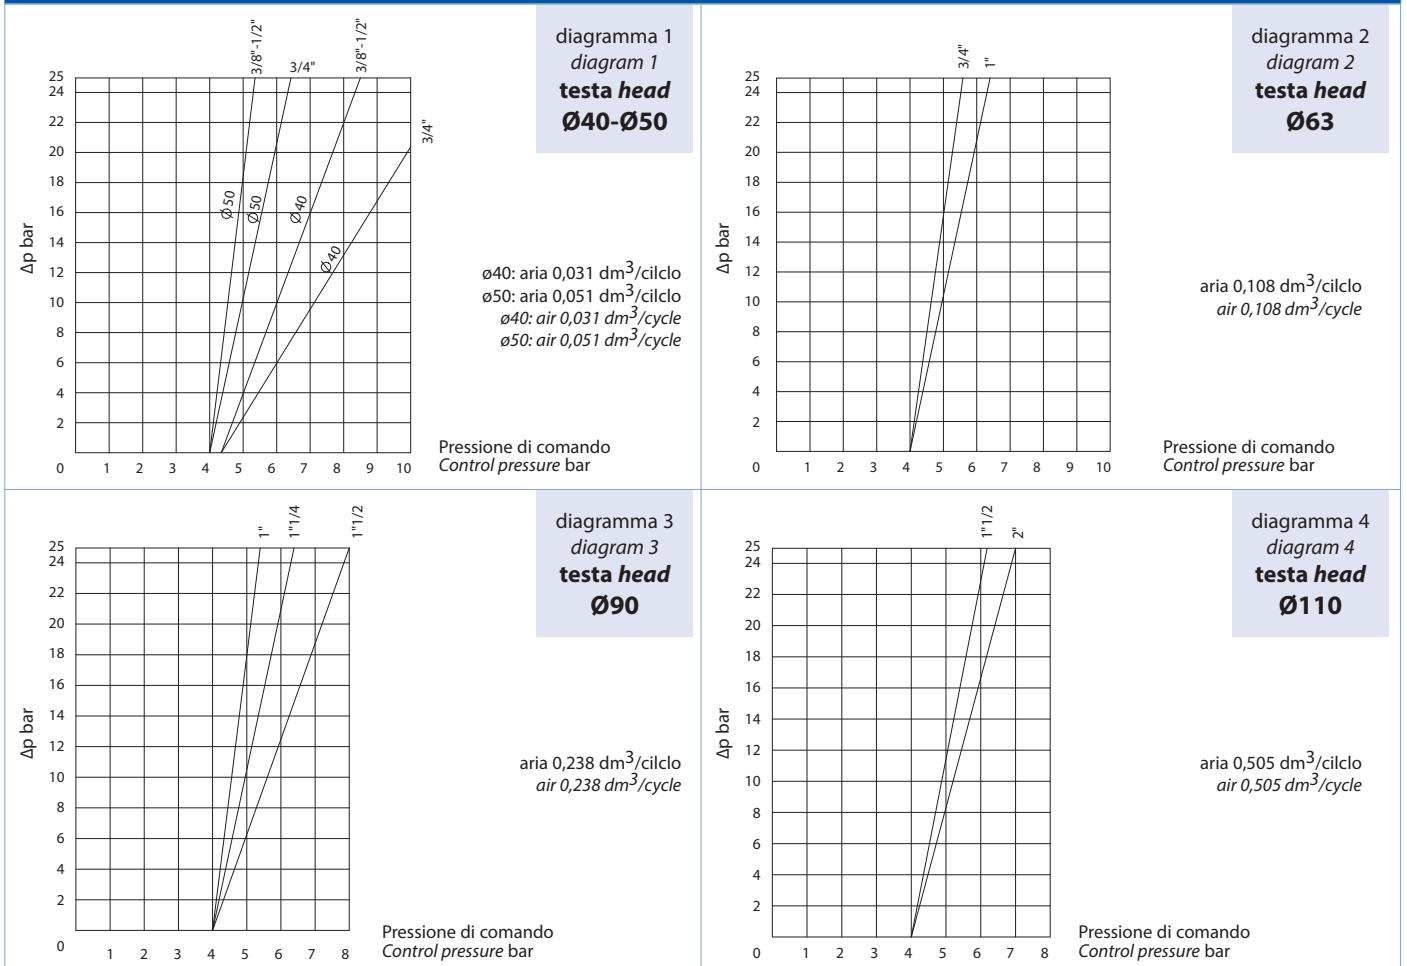 3/8"-1/2"
3/4"
3/8"-1/2"
3/4"
25
24
22
20
18
16
14
12
10
8
6
4
2
0
Δp bar
Ø50
Ø50
Ø40
Ø40
1 2 3 4 5 6 7 8 9 10
Pressione di comando
Control pressure bar
diagramma 1
diagram 1
testa head
Ø40-Ø50
ø40: aria 0,031 dm³/cilclo
ø50: aria 0,051 dm³/cilclo
ø40: air 0,031 dm³/cycle
ø50: air 0,051 dm³/cycle
3/4"
1"
25
24
22
20
18
16
14
12
10
8
6
4
2
0
Δp bar
1 2 3 4 5 6 7 8 9 10
Pressione di comando
Control pressure bar
diagramma 2
diagram 2
testa head
Ø63
aria 0,108 dm³/cilclo
air 0,108 dm³/cycle
1"
1"1/4
1"1/2
25
24
22
20
18
16
14
12
10
8
6
4
2
0
Δp bar
1 2 3 4 5 6 7 8
Pressione di comando
Control pressure bar
diagramma 3
diagram 3
testa head
Ø90
aria 0,238 dm³/cilclo
air 0,238 dm³/cycle
1"1/2
2"
25
24
22
20
18
16
14
12
10
8
6
4
2
0
Δp bar
1 2 3 4 5 6 7 8
Pressione di comando
Control pressure bar
diagramma 4
diagram 4
testa head
Ø110
aria 0,505 dm³/cilclo
air 0,505 dm³/cycle